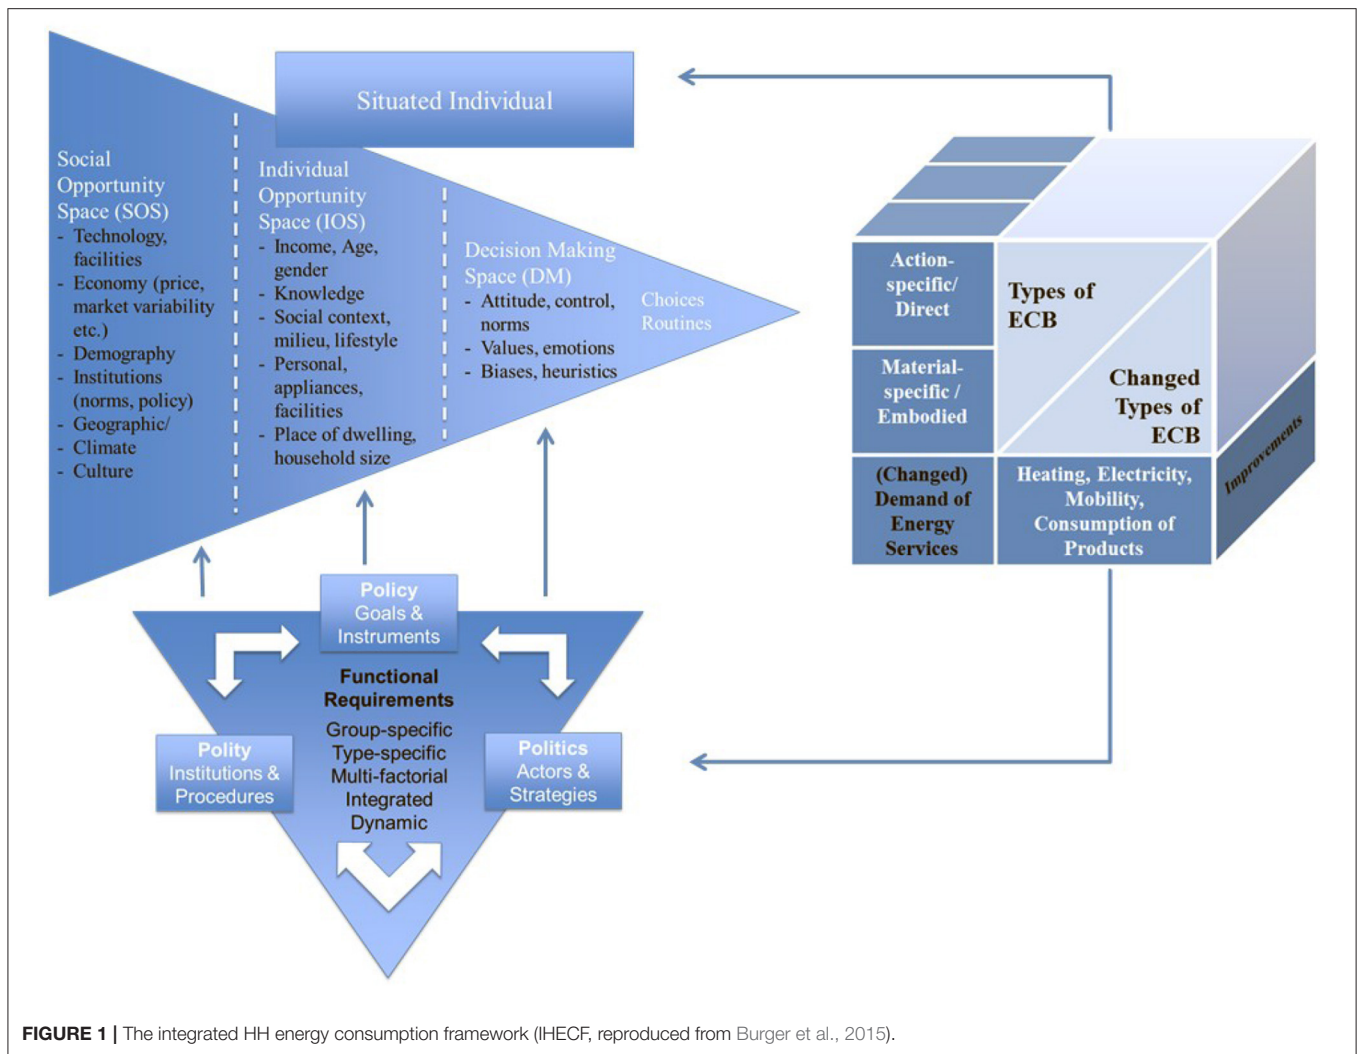 Situated Individual
Social
Opportunity
Space (SOS)
- Technology,
facilities
- Economy (price,
market variability
etc.)
- Demography
- Institutions
(norms, policy)
- Geographic/
- Climate
- Culture
Individual
Opportunity
Space (IOS)
- Income, Age,
gender
- Knowledge
- Social context,
milieu, lifestyle
- Personal,
appliances,
facilities
- Place of dwelling,
household size
Decision Making
Space (DM)
- Attitude, control,
norms
- Values, emotions
- Biases, heuristics
Choices
Routines
Action-
specific/
Direct
Material-
specific /
Embodied
(Changed)
Demand of
Energy
Services
Types of
ECB
Changed
Types of
ECB
Heating, Electricity,
Mobility,
Consumption of
Products
Improvements
Policy
Goals &
Instruments
Functional
Requirements
Group-specific
Type-specific
Multi-factorial
Integrated
Dynamic
Polity
Institutions &
Procedures
Politics
Actors &
Strategies
FIGURE 1 | The integrated HH energy consumption framework (IHECF, reproduced from Burger et al., 2015).